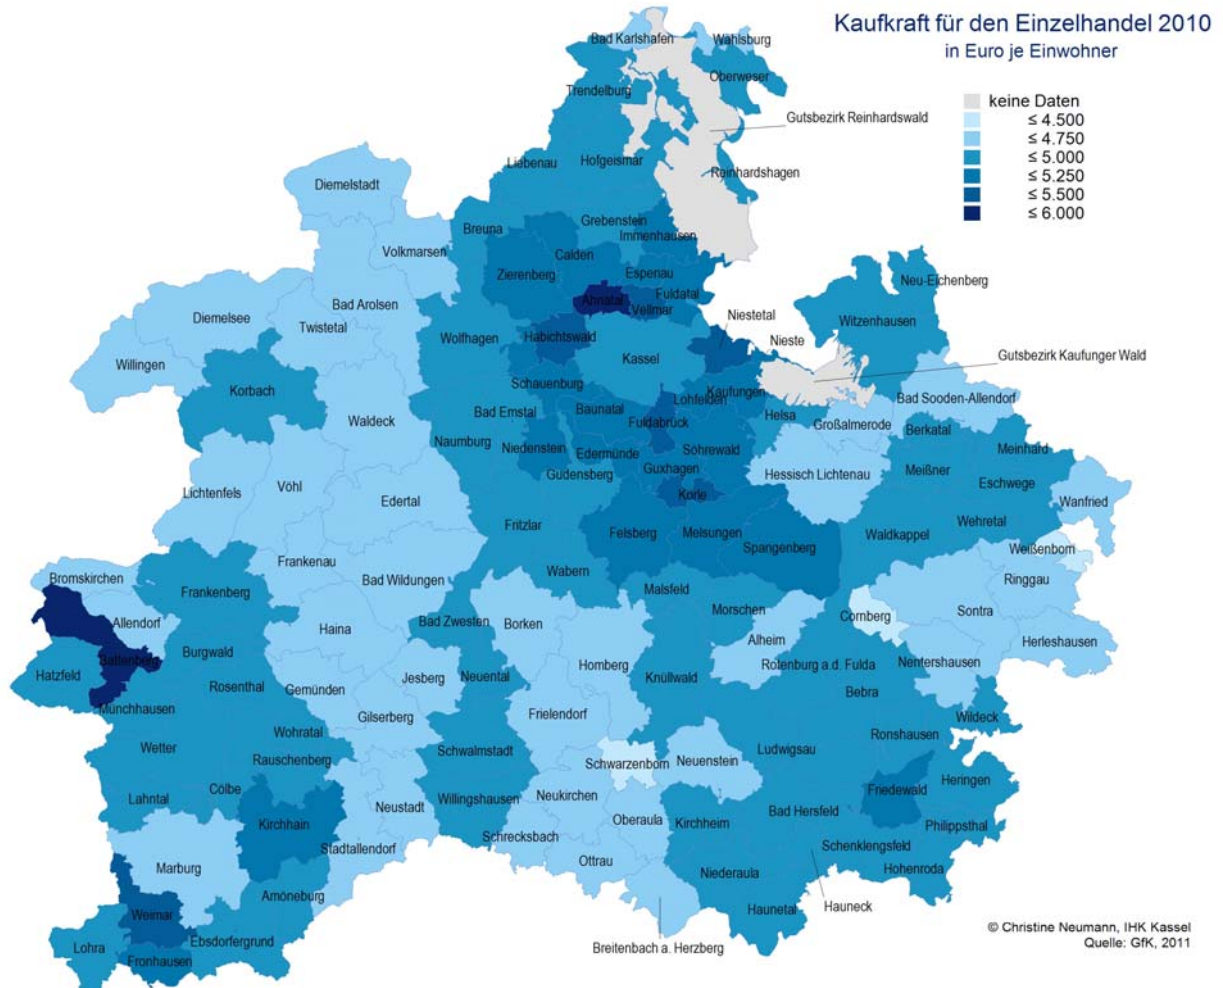 Kaufkraft für den Einzelhandel 2010
in Euro je Einwohner
keine Daten
≤ 4.500
≤ 4.750
≤ 5.000
≤ 5.250
≤ 5.500
≤ 6.000
Bad Karlshafen
Wahlsburg
Oberweser
Trendelburg
Gutsbezirk Reinhardswald
Liebenau
Hofgeismar
Reinhardshagen
Diemelstadt
Grebenstein
Breuna
Immenhausen
Volkmarsen
Calden
Zierenberg
Espenau
Neu-Eichenberg
Fuldatal
Ahnatal
Vellmar
Bad Arolsen
Niestetal
Diemelsee
Twistetal
Witzenhausen
Habichtswald
Wolfhagen
Nieste
Gutsbezirk Kaufunger Wald
Kassel
Willingen
Korbach
Schauenburg
Kaufungen
Lohfelden
Bad Sooden-Allendorf
Bad Emstal
Baunatal
Helsa
Waldeck
Fuldabrück
Großalmerode
Berkatal
Naumburg
Niedenstein
Edermünde
Söhrewald
Meinhard
Guxhagen
Gudensberg
Hessisch Lichtenau
Meißner
Eschwege
Lichtenfels
Vöhl
Edertal
Körle
Wanfried
Fritzlar
Felsberg
Melsungen
Wehretal
Waldkappel
Spangenberg
Weißenborn
Frankenau
Wabern
Bromskirchen
Bad Wildungen
Ringgau
Frankenberg
Malsfeld
Morschen
Cornberg
Sontra
Allendorf
Haina
Bad Zwesten
Borken
Alheim
Herleshausen
Battenberg
Burgwald
Homberg
Rotenburg a.d. Fulda
Nentershausen
Hatzfeld
Rosenthal
Gemünden
Jesberg
Neuental
Knüllwald
Bebra
Münchhausen
Gilserberg
Frielendorf
Wildeck
Wohratal
Ronshausen
Wetter
Rauschenberg
Schwalmstadt
Schwarzenborn
Neuenstein
Ludwigsau
Heringen
Lahntal
Cölbe
Neustadt
Willingshausen
Neukirchen
Friedewald
Kirchhain
Oberaula
Kirchheim
Bad Hersfeld
Philippsthal
Stadtallendorf
Schrecksbach
Schenklengsfeld
Marburg
Ottrau
Niederaula
Hohenroda
Amöneburg
Weimar
Haunetal
Hauneck
Lohra
Ebsdorfergrund
Breitenbach a. Herzberg
Fronhausen
© Christine Neumann, IHK Kassel
Quelle: GfK, 2011